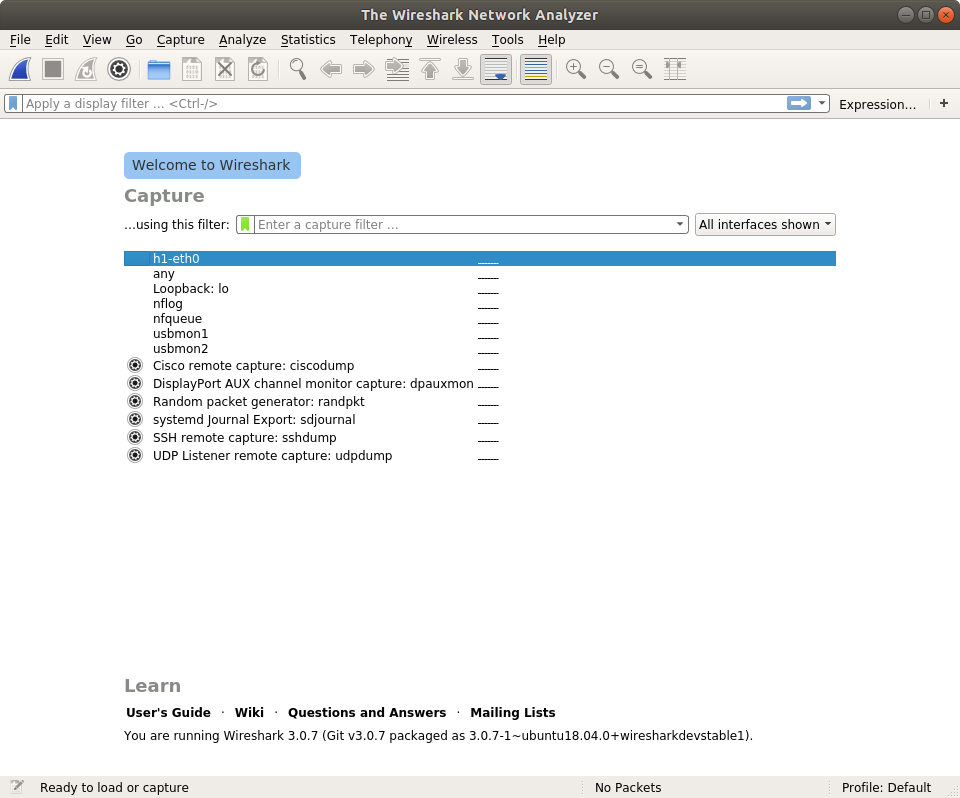 The Wireshark Network Analyzer
File Edit View Go Capture Analyze Statistics Telephony Wireless Tools Help
Apply a display filter ... <Ctrl-/> Expression... +
Welcome to Wireshark
Capture
...using this filter: Enter a capture filter ... All interfaces shown
h1-eth0
any
Loopback: lo
nflog
nfqueue
usbmon1
usbmon2
Cisco remote capture: ciscodump
DisplayPort AUX channel monitor capture: dpauxmon
Random packet generator: randpkt
systemd Journal Export: sdjournal
SSH remote capture: sshdump
UDP Listener remote capture: udpdump
Learn
User's Guide · Wiki · Questions and Answers · Mailing Lists
You are running Wireshark 3.0.7 (Git v3.0.7 packaged as 3.0.7-1~ubuntu18.04.0+wiresharkdevstable1).
Ready to load or capture No Packets Profile: Default